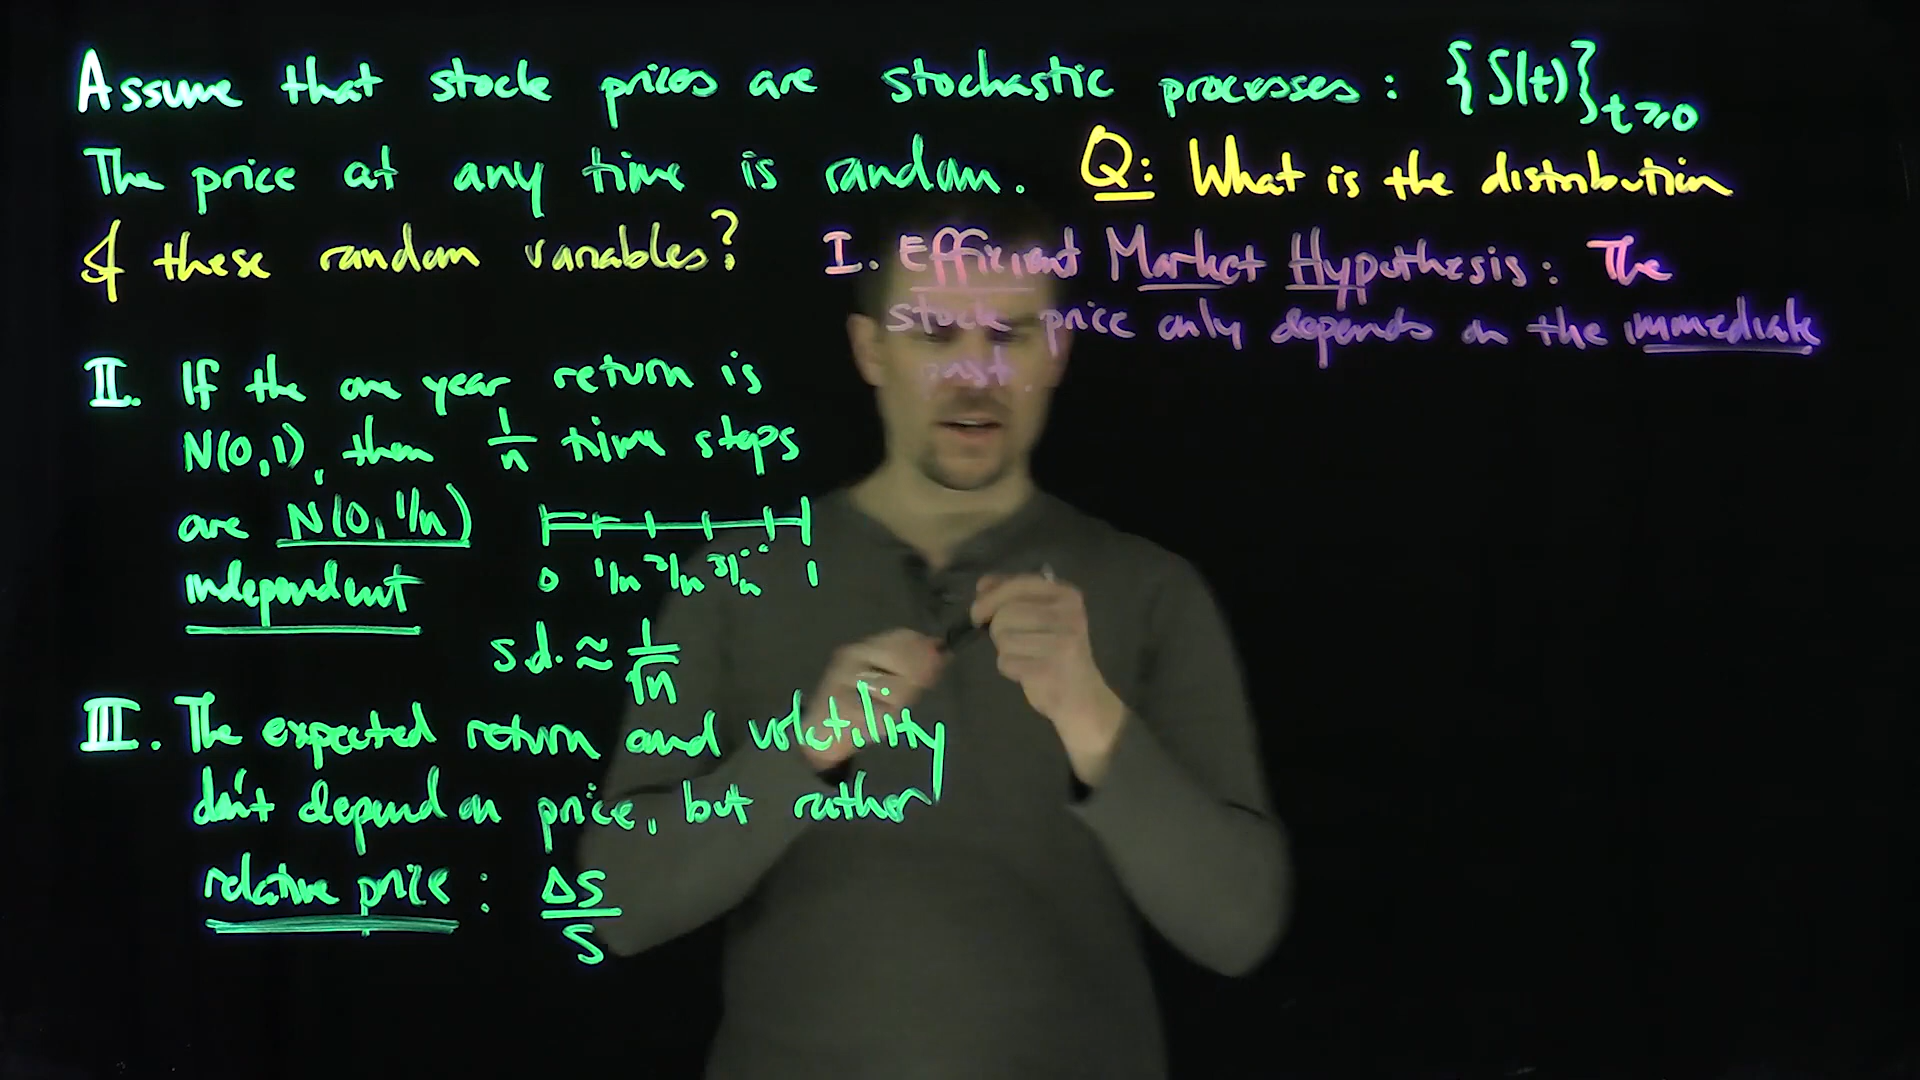 Assume that stock prices are stochastic processes: {S(t)}_{t≥0}
The price at any time is random. Q: What is the distribution
of these random variables? I. Efficient Market Hypothesis: The
stock price only depends on the immediate
past.
II. If the one year return is
N(0,1), then 1/n time steps
are N(0, 1/n)
independent
0 1/n 2/n 3/n ... 1
s.d. ≈ 1/√n
III. The expected return and volatility
don't depend on price, but rather
relative price: ΔS/S